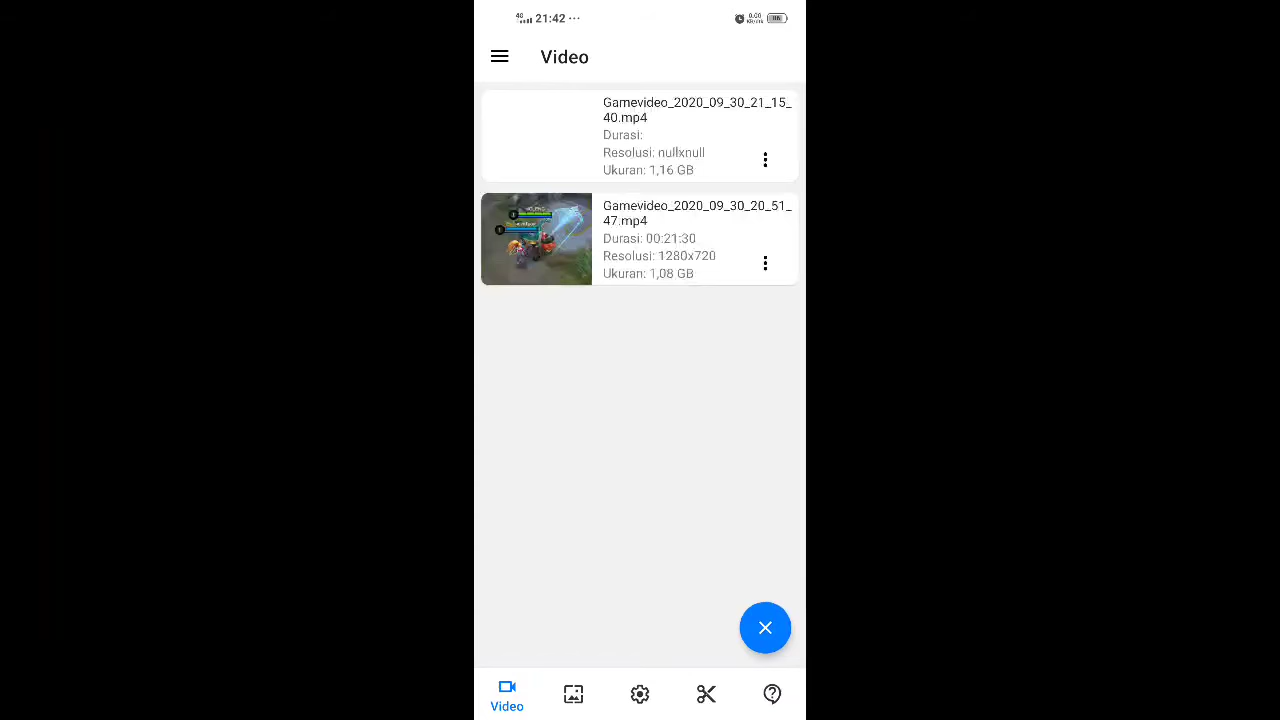 4G 21:42 ...
Video
Gamevideo_2020_09_30_21_15_
40.mp4
Durasi:
Resolusi: nullxnull
Ukuran: 1,16 GB
Gamevideo_2020_09_30_20_51_
47.mp4
Durasi: 00:21:30
Resolusi: 1280x720
Ukuran: 1,08 GB
Video